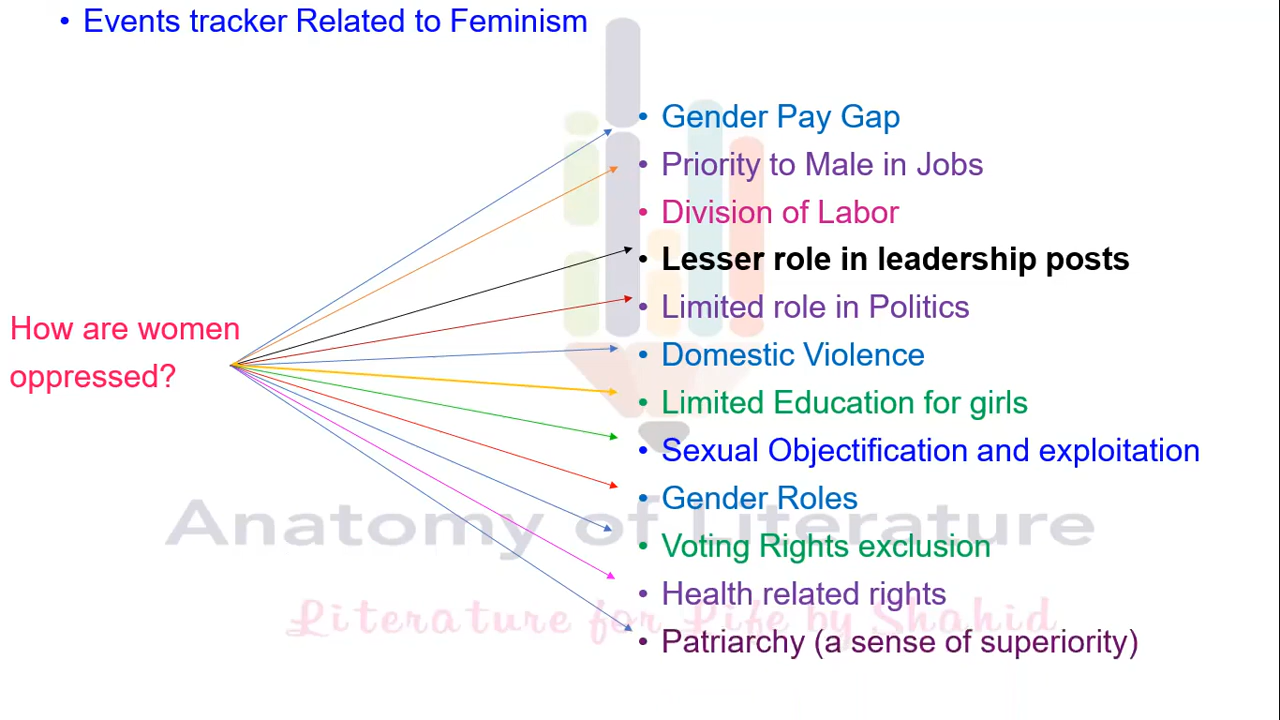 • Events tracker Related to Feminism
• Gender Pay Gap
• Priority to Male in Jobs
• Division of Labor
• Lesser role in leadership posts
• Limited role in Politics
How are women
oppressed?
• Domestic Violence
• Limited Education for girls
• Sexual Objectification and exploitation
• Gender Roles
Anatomy of Literature
• Voting Rights exclusion
• Health related rights
Literature for Life by Shahid
• Patriarchy (a sense of superiority)